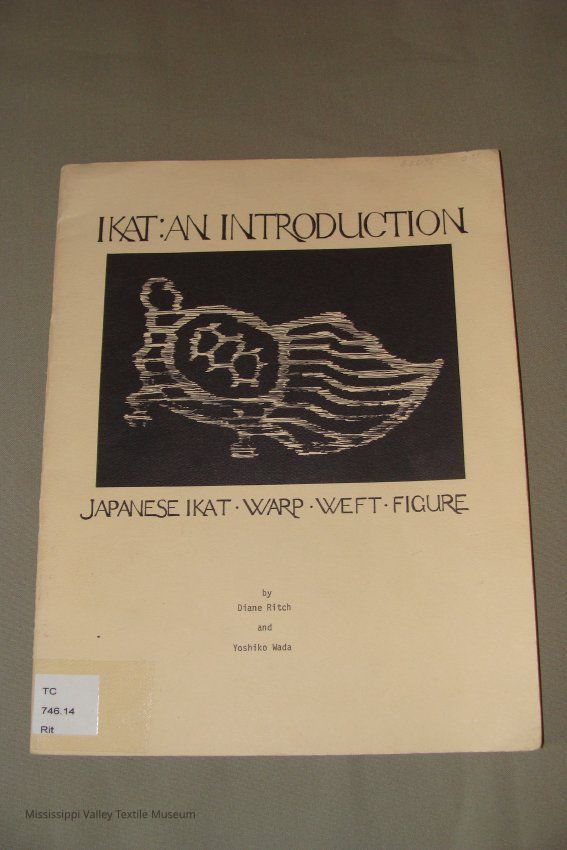 IKAT: AN INTRODUCTION
JAPANESE IKAT · WARP · WEFT · FIGURE
by
Diane Ritch
and
Yoshiko Wada
TC
746.14
Rit
Mississippi Valley Textile Museum